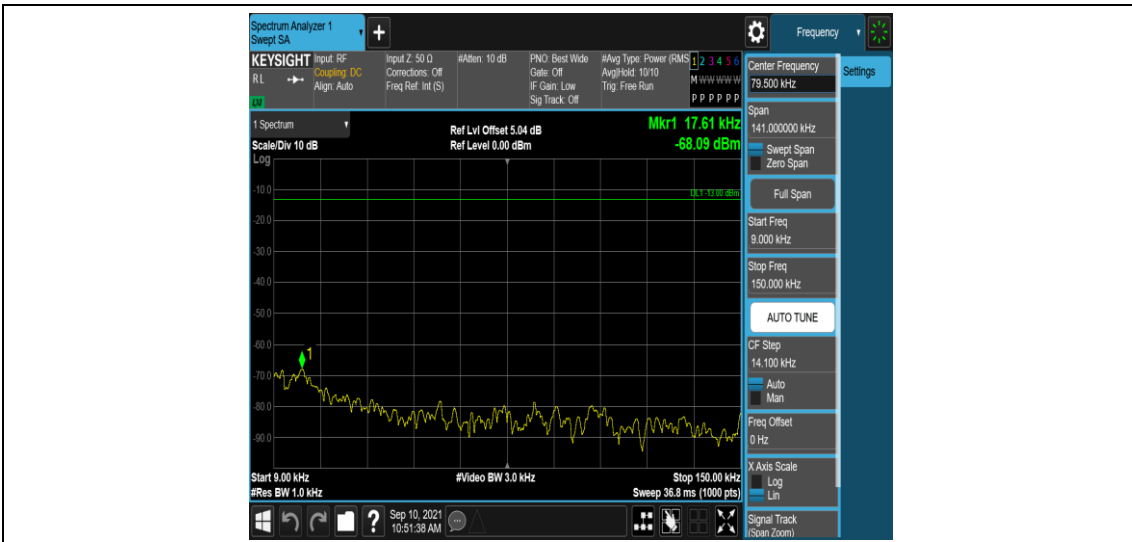 Spectrum Analyzer 1
Swept SA
+
Frequency
KEYSIGHT
RL
LXI
Input: RF
Coupling: DC
Align: Auto
Input Z: 50 Ω
Corrections: Off
Freq Ref: Int (S)
#Atten: 10 dB
PNO: Best Wide
Gate: Off
IF Gain: Low
Sig Track: Off
#Avg Type: Power (RMS
Avg|Hold: 10/10
Trig: Free Run
1 2 3 4 5 6
M W W W W W
P P P P P P
1 Spectrum
Scale/Div 10 dB
Log
Ref Lvl Offset 5.04 dB
Ref Level 0.00 dBm
Mkr1 17.61 kHz
-68.09 dBm
DL1 -13.00 dBm
-10.0
-20.0
-30.0
-40.0
-50.0
-60.0
-70.0
-80.0
-90.0
1
Start 9.00 kHz
#Res BW 1.0 kHz
#Video BW 3.0 kHz
Stop 150.00 kHz
Sweep 36.8 ms (1000 pts)
?
Sep 10, 2021
10:51:38 AM
Center Frequency
79.500 kHz
Span
141.000000 kHz
Swept Span
Zero Span
Full Span
Start Freq
9.000 kHz
Stop Freq
150.000 kHz
AUTO TUNE
CF Step
14.100 kHz
Auto
Man
Freq Offset
0 Hz
X Axis Scale
Log
Lin
Signal Track
(Span Zoom)
Settings